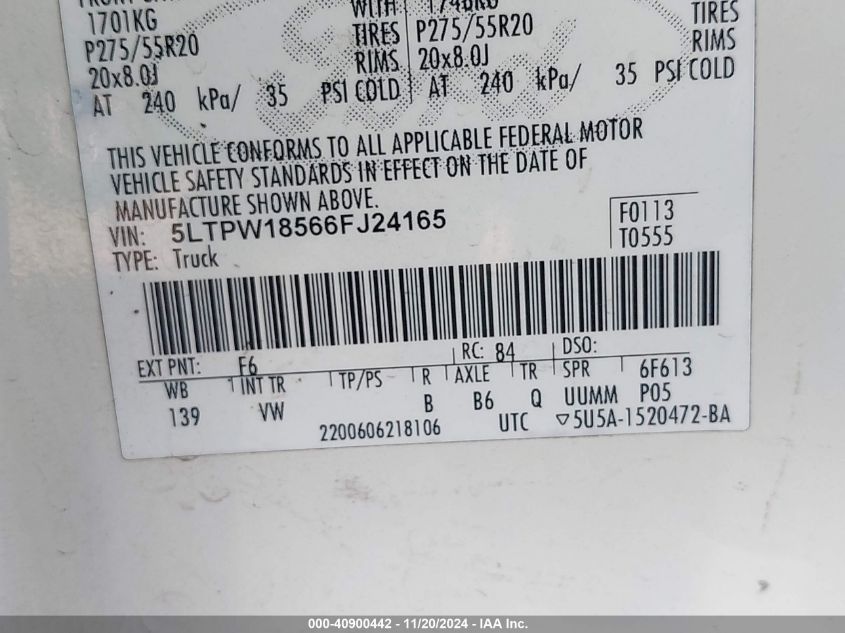 1701KG WITH TIRES
P275/55R20 TIRES P275/55R20 RIMS
20x8.0J RIMS 20x8.0J
AT 240 kPa/ 35 PSI COLD AT 240 kPa/ 35 PSI COLD
THIS VEHICLE CONFORMS TO ALL APPLICABLE FEDERAL MOTOR
VEHICLE SAFETY STANDARDS IN EFFECT ON THE DATE OF
MANUFACTURE SHOWN ABOVE.
VIN: 5LTPW18566FJ24165 F0113
TYPE: Truck T0555
EXT PNT: F6 RC: 84 DSO:
WB INT TR TP/PS R AXLE TR SPR 6F613
139 VW B B6 Q UUMM P05
2200606218106 UTC ▽5U5A-1520472-BA
000-40900442 - 11/20/2024 - IAA Inc.